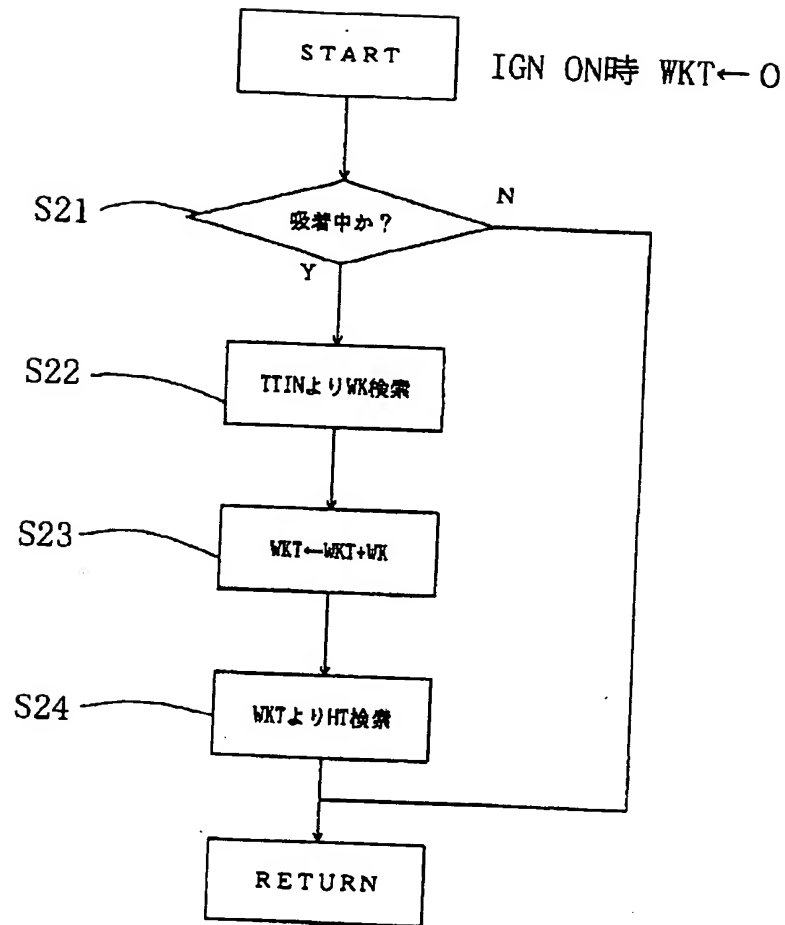 START
IGN ON時 WKT←0
S21
吸着中か?
N
Y
S22
TTINよりWK検索
S23
WKT←WKT+WK
S24
WKTよりHT検索
RETURN